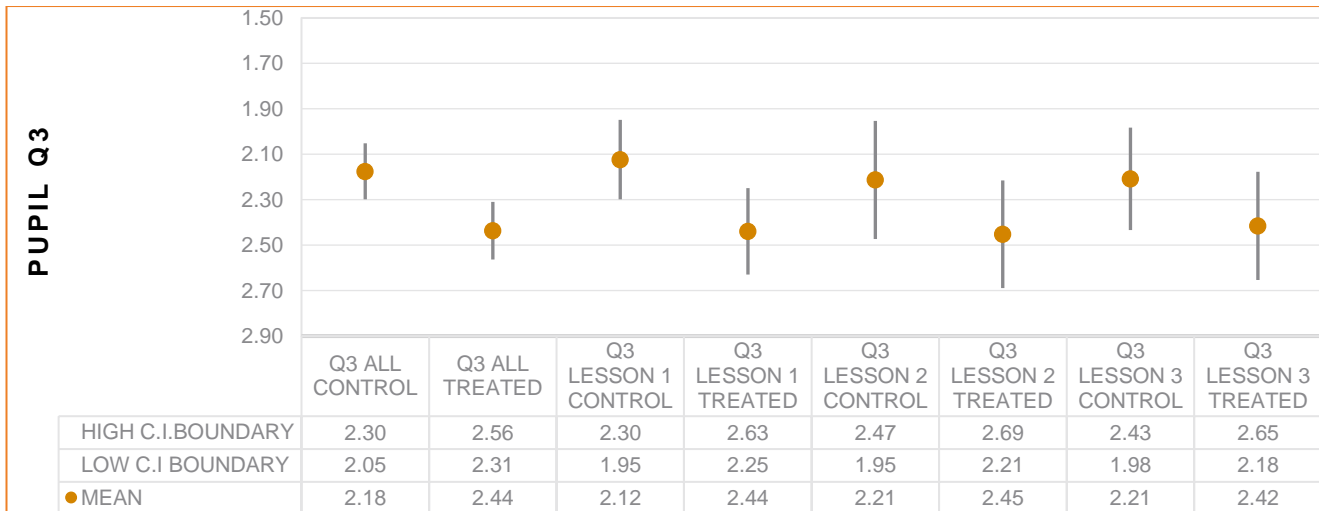 1.50
1.70
1.90
2.10
2.30
2.50
2.70
2.90
PUPIL Q3
Q3 ALL CONTROL Q3 ALL TREATED Q3 LESSON 1 CONTROL Q3 LESSON 1 TREATED Q3 LESSON 2 CONTROL Q3 LESSON 2 TREATED Q3 LESSON 3 CONTROL Q3 LESSON 3 TREATED
HIGH C.I.BOUNDARY 2.30 2.56 2.30 2.63 2.47 2.69 2.43 2.65
LOW C.I BOUNDARY 2.05 2.31 1.95 2.25 1.95 2.21 1.98 2.18
MEAN 2.18 2.44 2.12 2.44 2.21 2.45 2.21 2.42